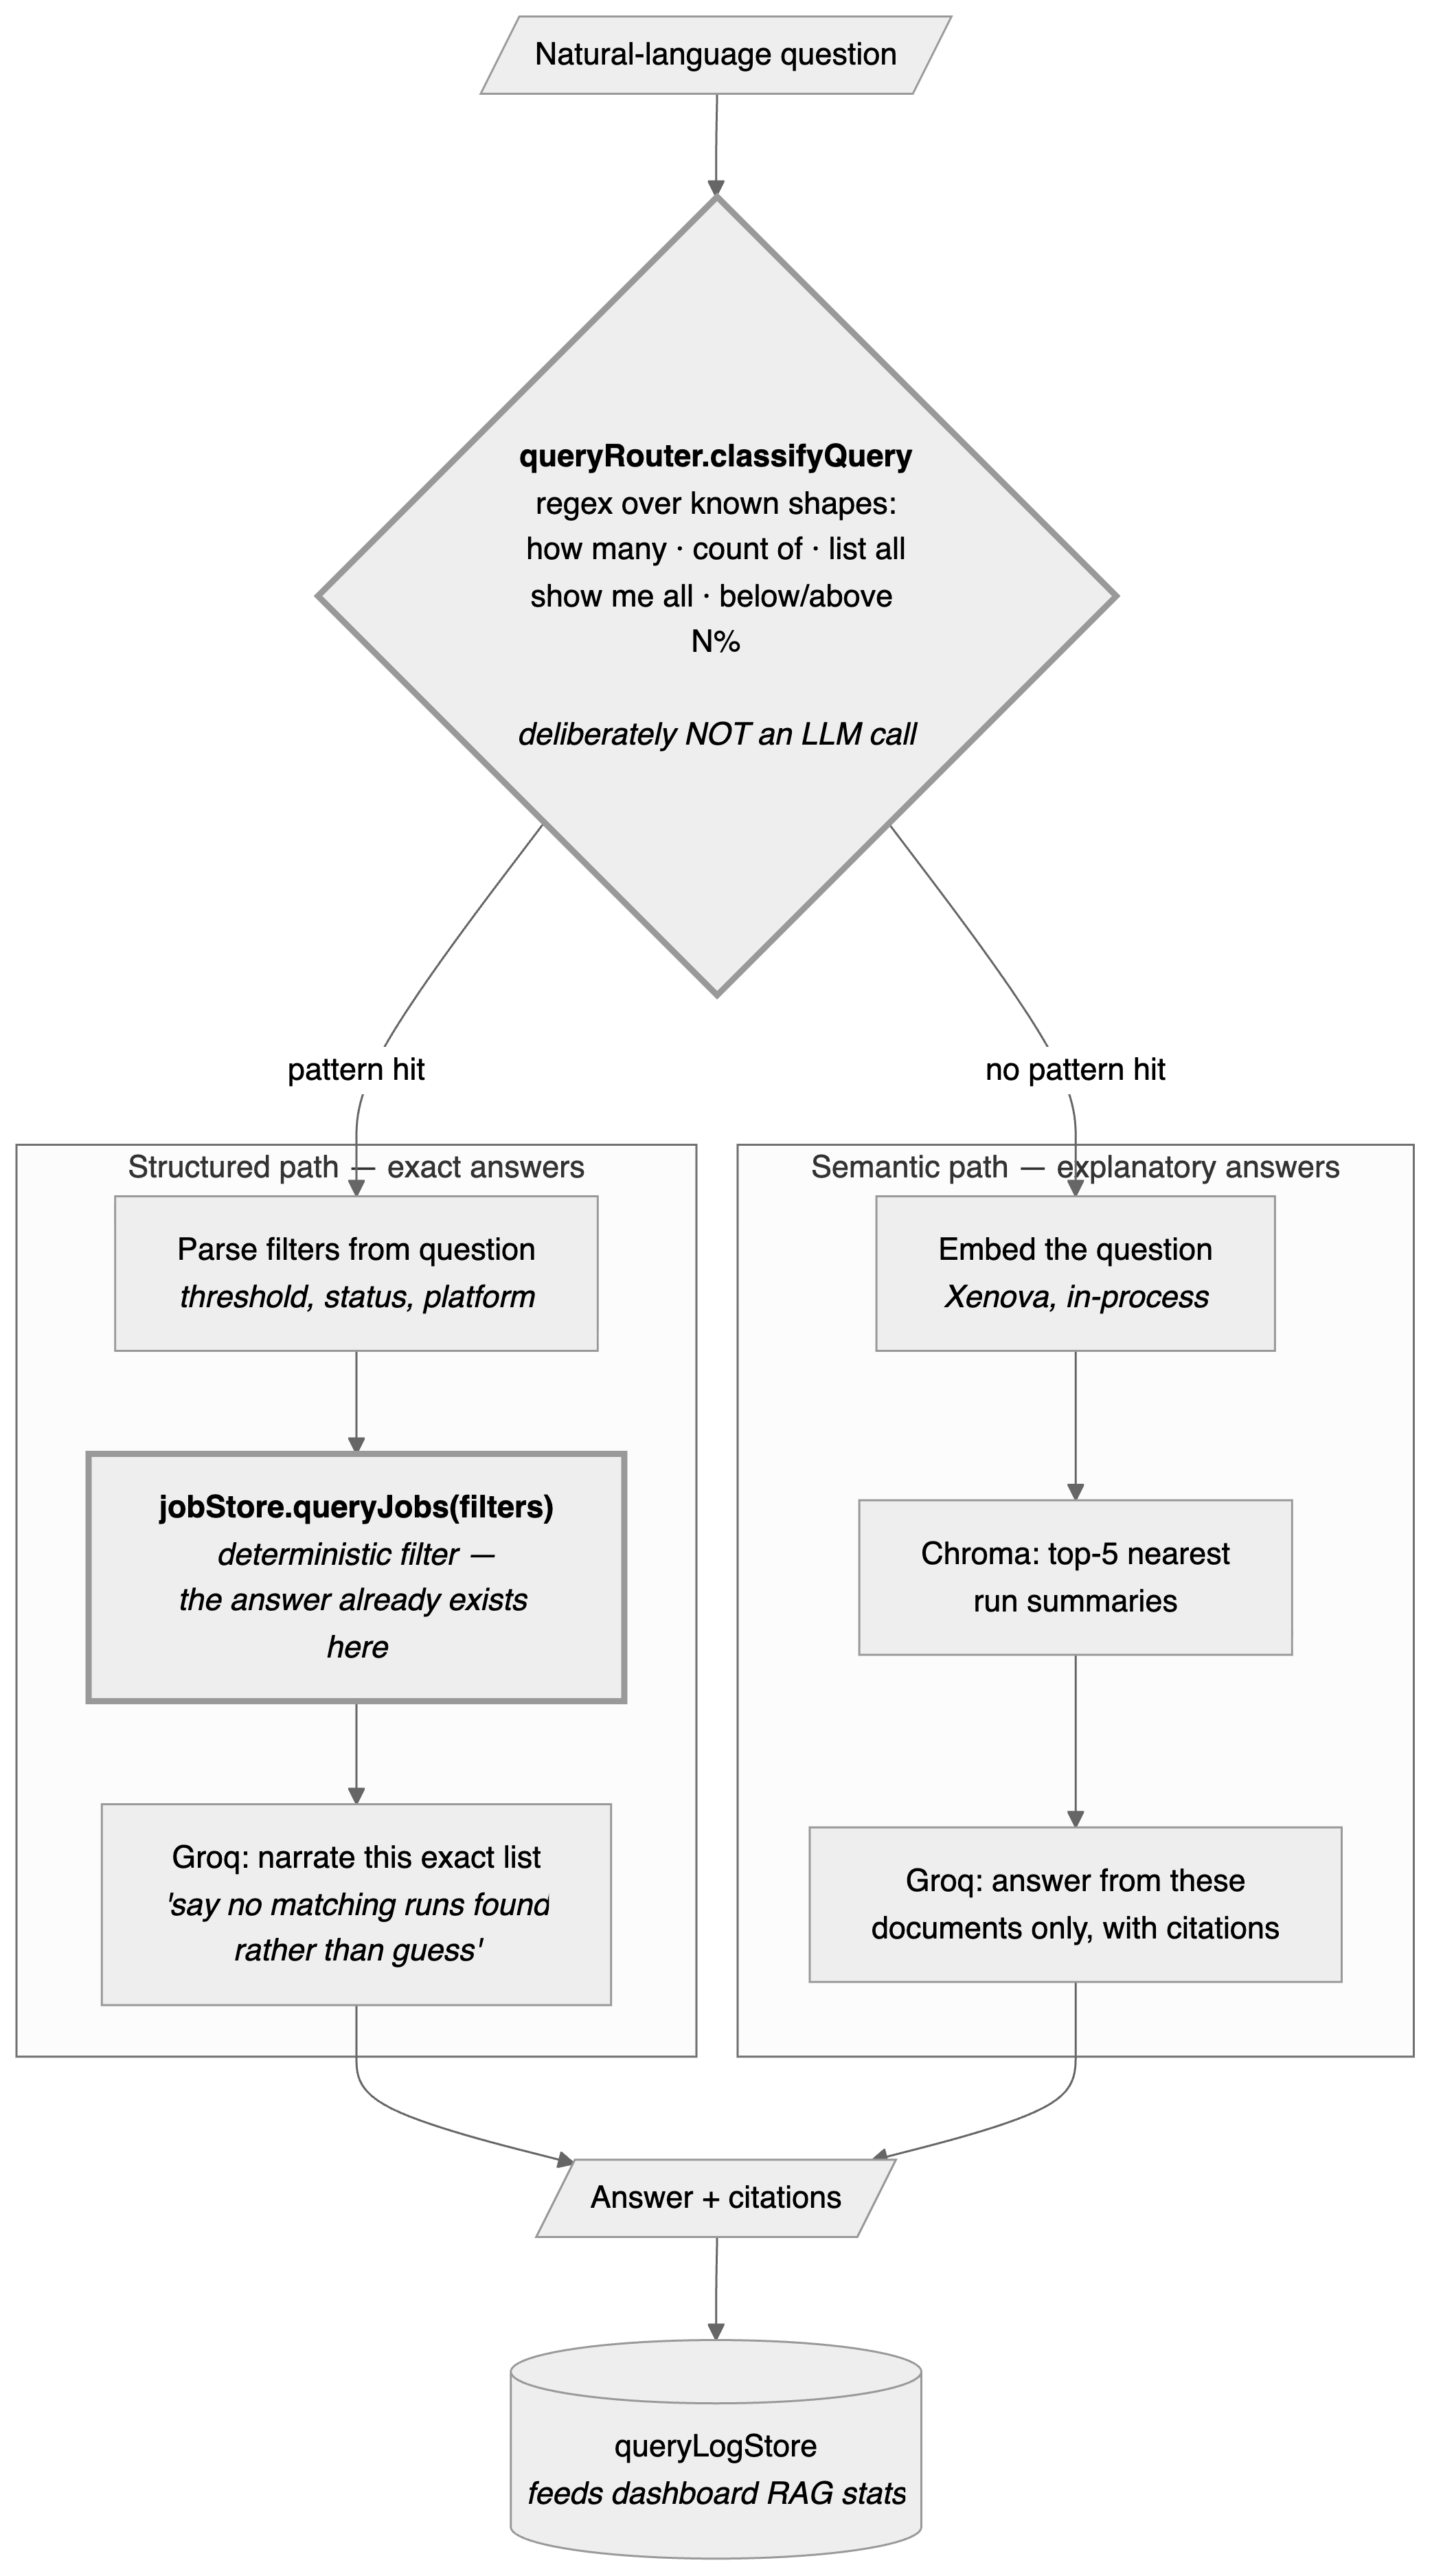 Natural-language question
queryRouter.classifyQuery
regex over known shapes:
how many · count of · list all
show me all · below/above
N%
deliberately NOT an LLM call
pattern hit
no pattern hit
Structured path — exact answers
Parse filters from question
threshold, status, platform
jobStore.queryJobs(filters)
deterministic filter —
the answer already exists
here
Groq: narrate this exact list
'say no matching runs found
rather than guess'
Semantic path — explanatory answers
Embed the question
Xenova, in-process
Chroma: top-5 nearest
run summaries
Groq: answer from these
documents only, with citations
Answer + citations
queryLogStore
feeds dashboard RAG stats